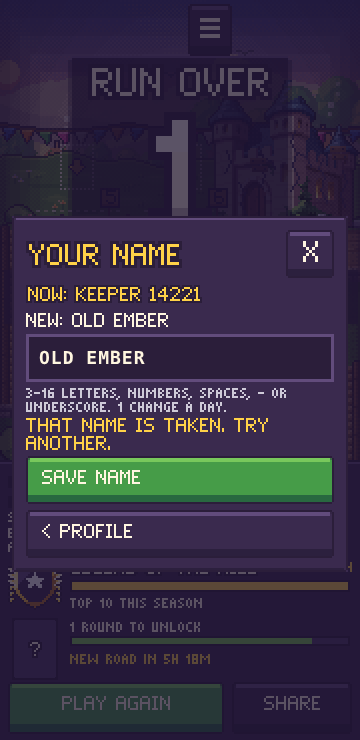 RUN OVER
1
YOUR NAME
X
NOW: KEEPER 14221
NEW: OLD EMBER
OLD EMBER
3-16 LETTERS, NUMBERS, SPACES, - OR
UNDERSCORE. 1 CHANGE A DAY.
THAT NAME IS TAKEN. TRY
ANOTHER.
SAVE NAME
< PROFILE
TOP 10 THIS SEASON
1 ROUND TO UNLOCK
?
NEW ROAD IN 5H 18M
PLAY AGAIN
SHARE